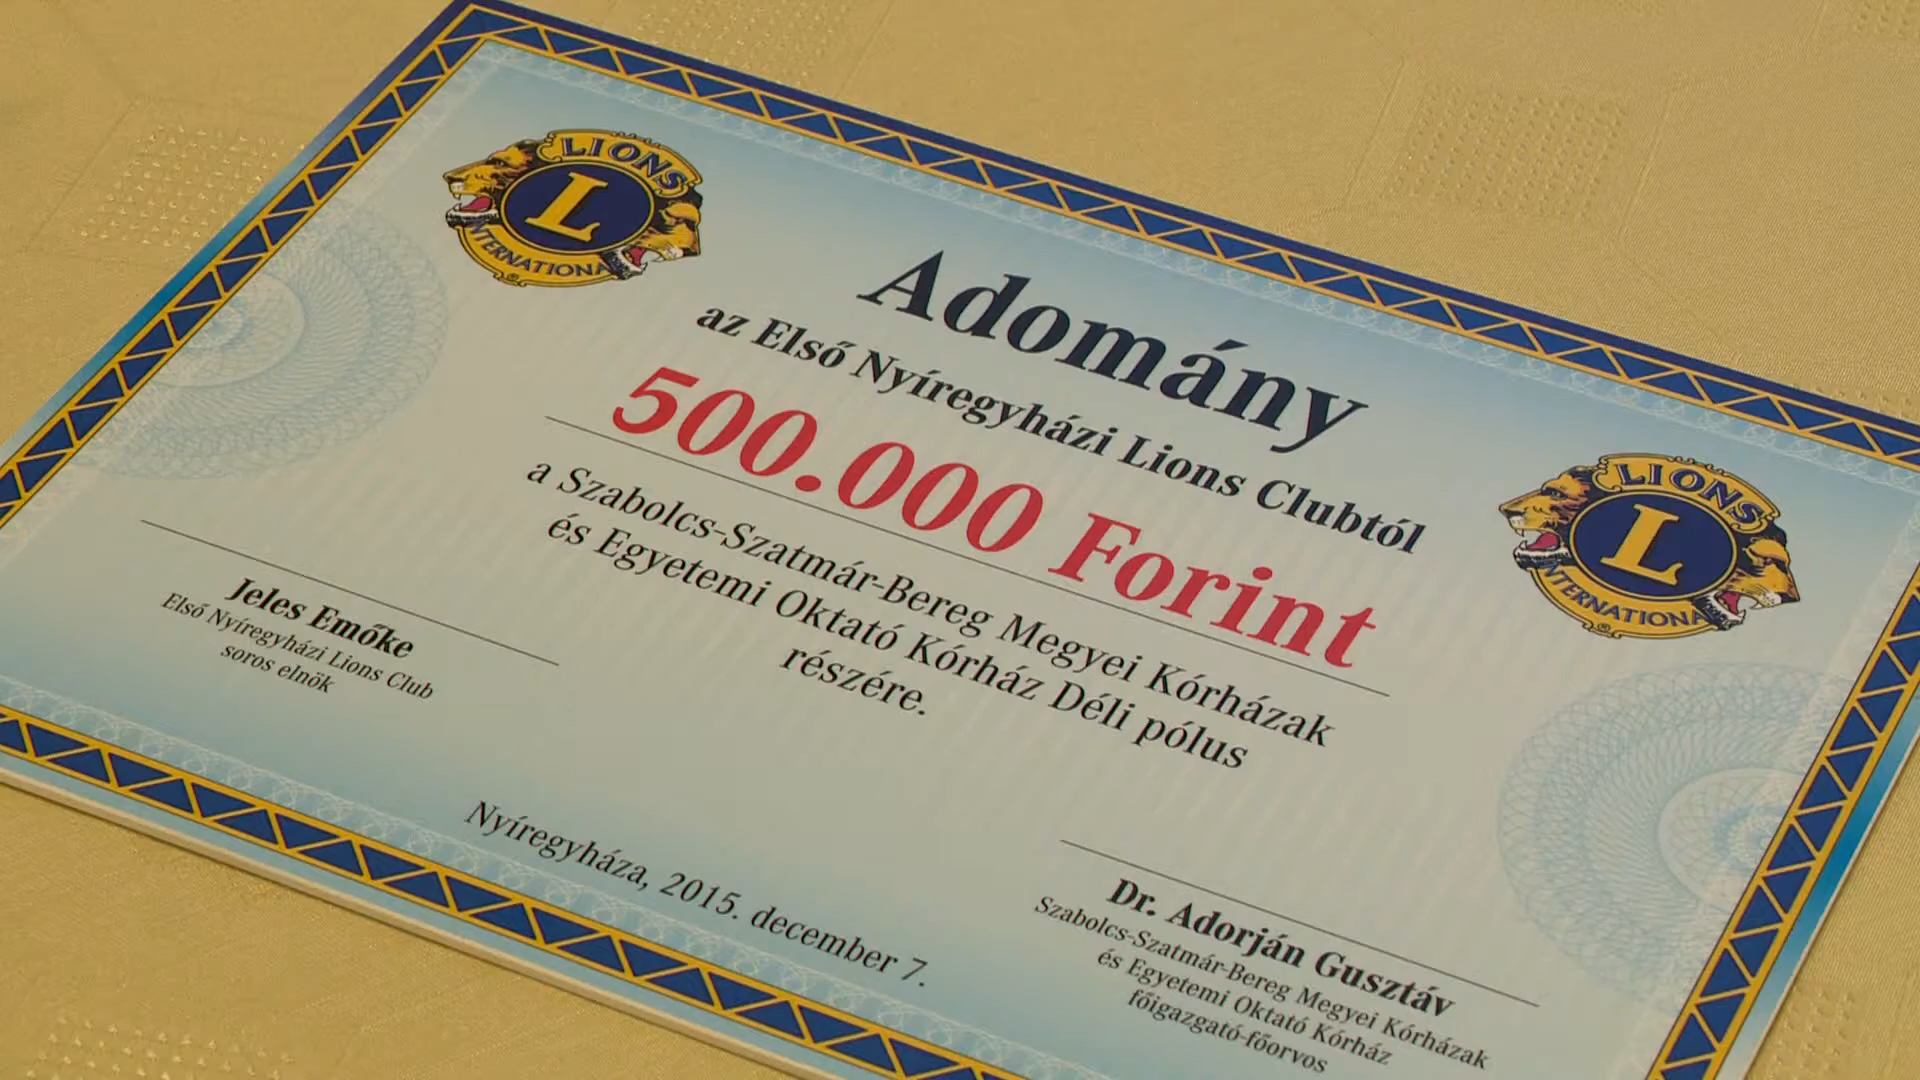 LIONS
L
INTERNATIONA
Adomány
az Első Nyíregyházi Lions Clubtól
500.000 Forint
a Szabolcs-Szatmár-Bereg Megyei Kórházak
és Egyetemi Oktató Kórház Déli pólus
részére.
LIONS
L
INTERNATIONA
Jeles Emőke
Első Nyíregyházi Lions Club
soros elnök
Nyíregyháza, 2015. december 7.
Dr. Adorján Gusztáv
Szabolcs-Szatmár-Bereg Megyei Kórházak
és Egyetemi Oktató Kórház
főigazgató-főorvos